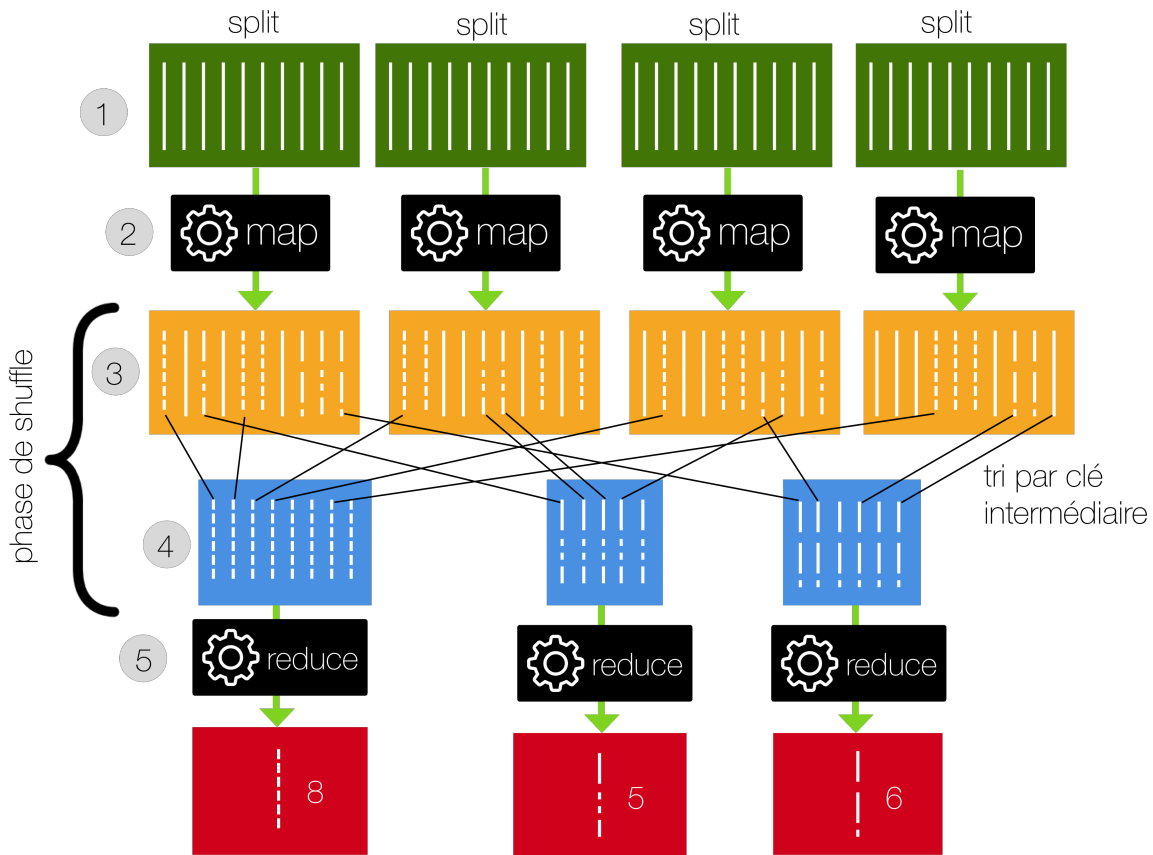 split
split
split
split
1
2
map
map
map
map
phase de shuffle
3
tri par clé
intermédiaire
4
5
reduce
reduce
reduce
8
5
6